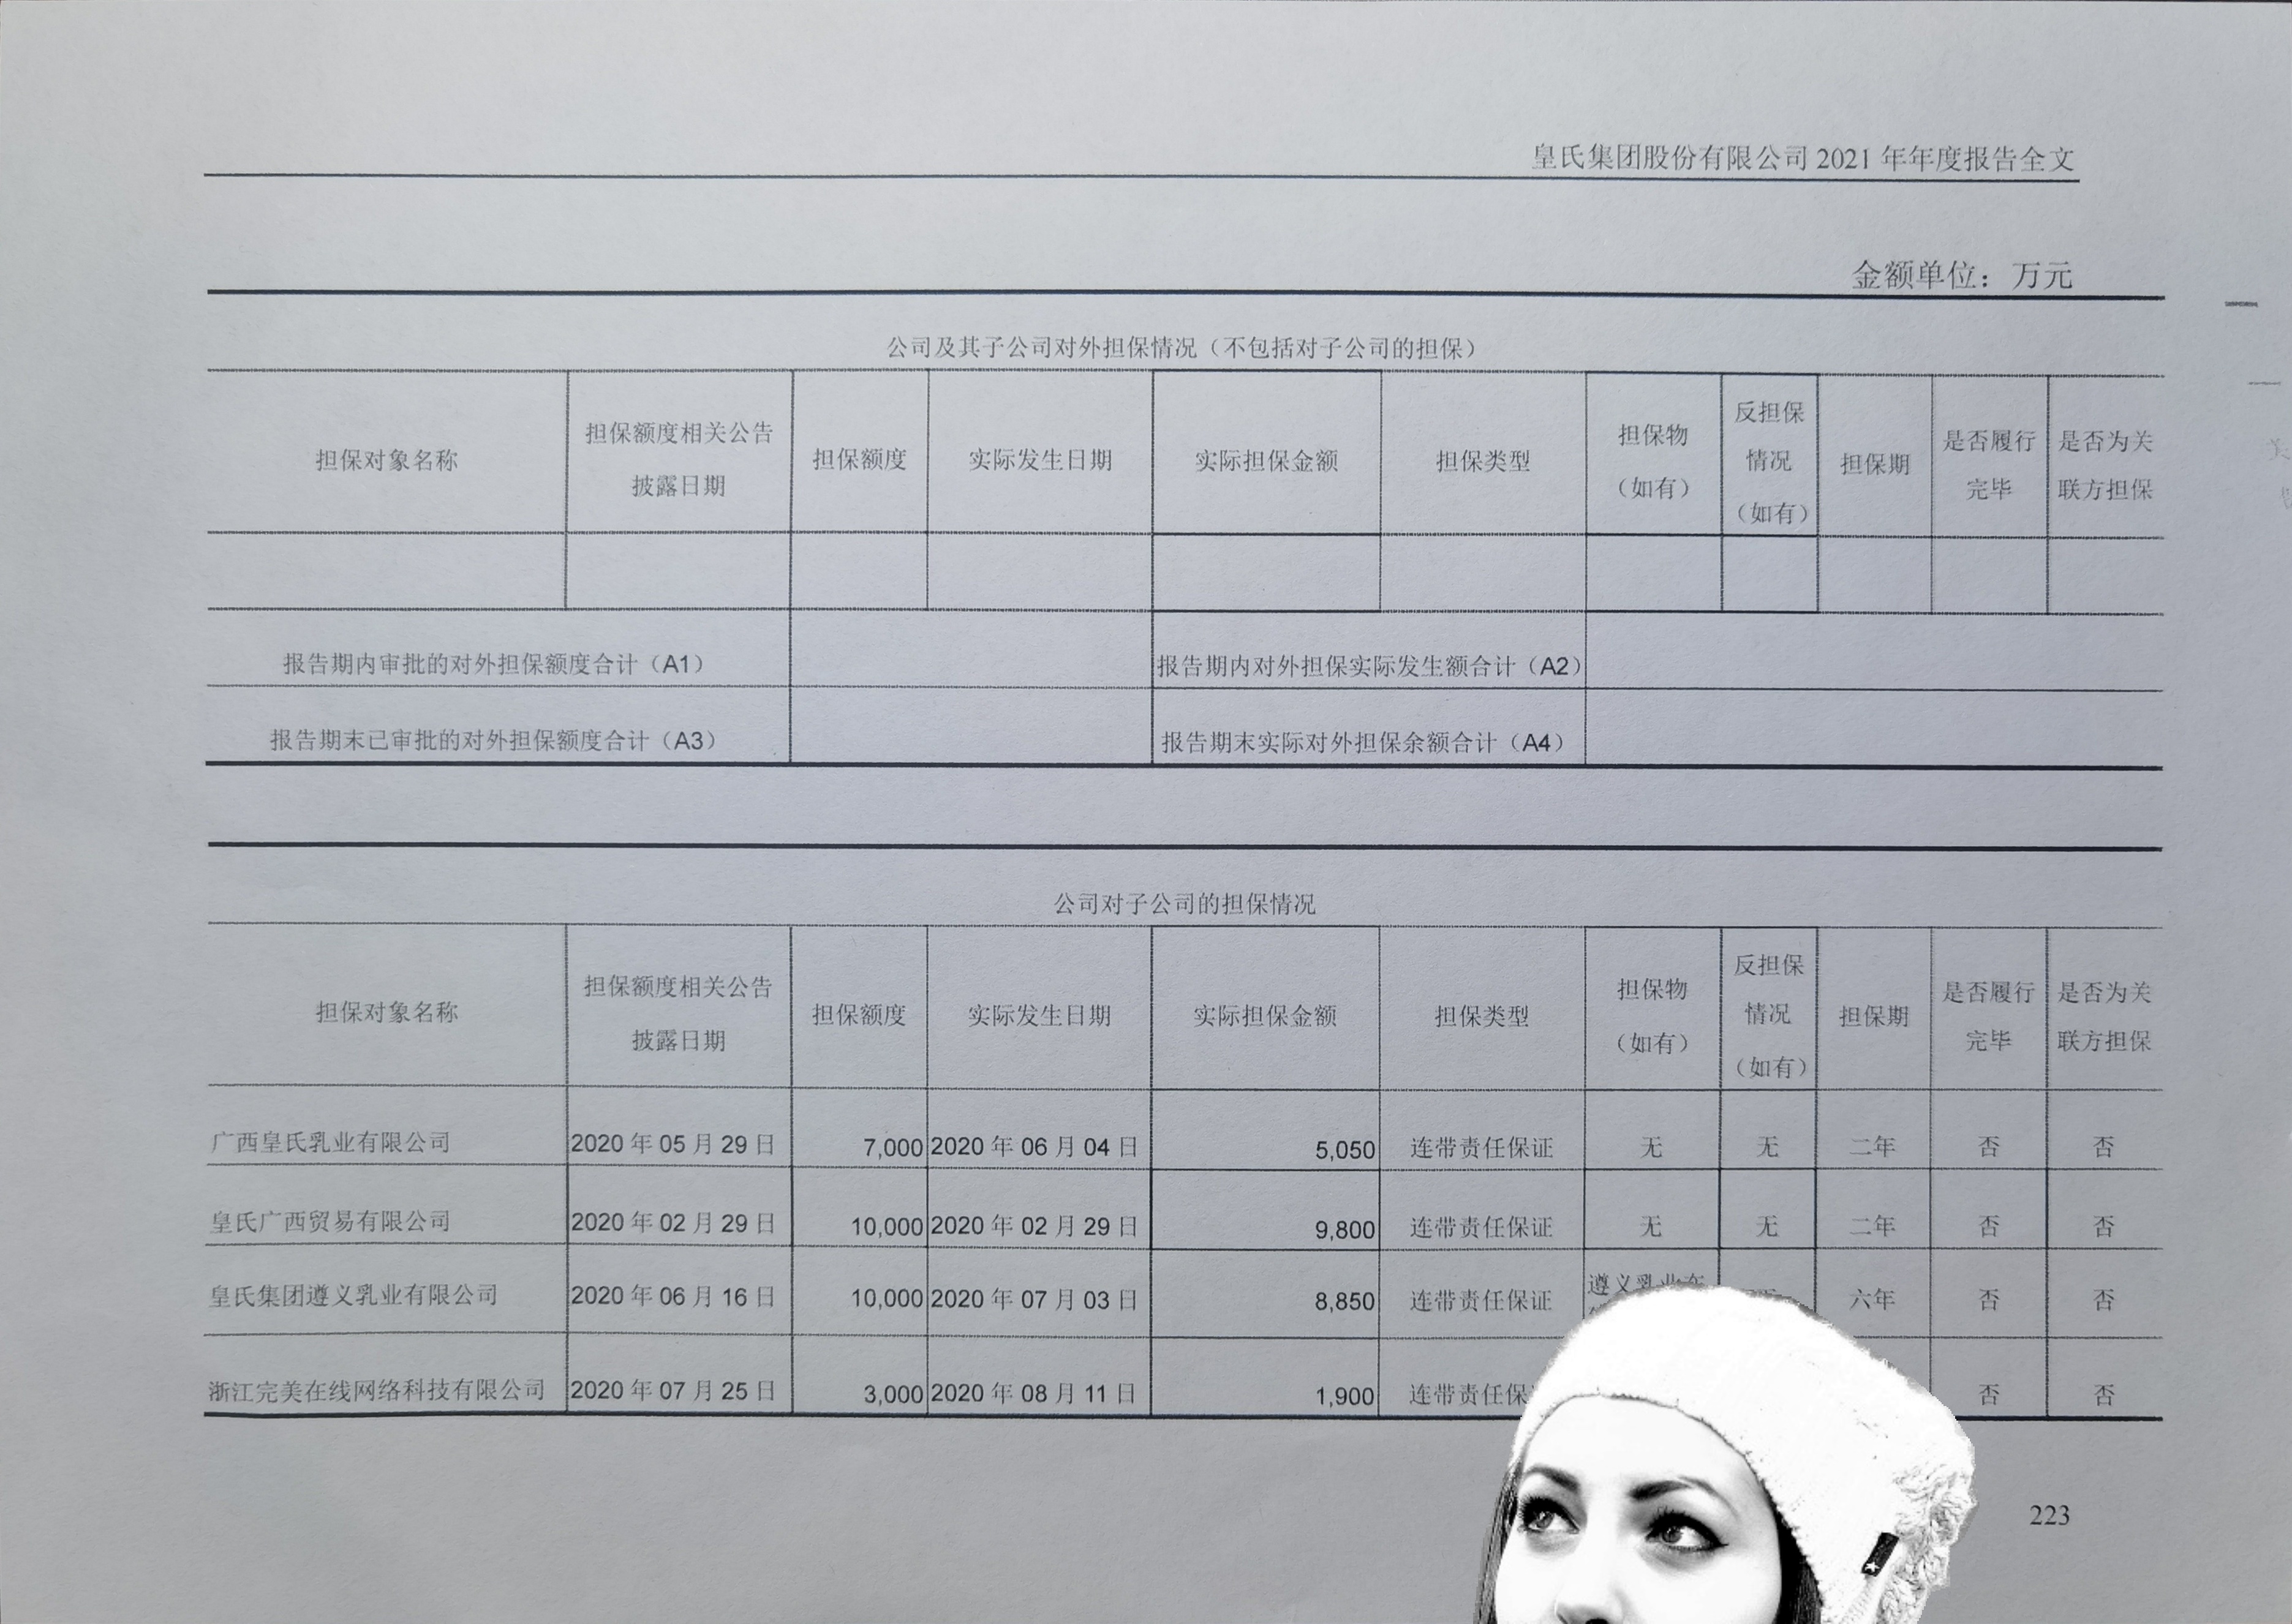 皇氏集团股份有限公司 2021 年年度报告全文
金额单位：万元
公司及其子公司对外担保情况（不包括对子公司的担保）
担保对象名称 担保额度相关公告披露日期 担保额度 实际发生日期 实际担保金额 担保类型 担保物（如有） 反担保情况（如有） 担保期 是否履行完毕 是否为关联方担保
报告期内审批的对外担保额度合计（A1） 报告期内对外担保实际发生额合计（A2）
报告期末已审批的对外担保额度合计（A3） 报告期末实际对外担保余额合计（A4）
公司对子公司的担保情况
担保对象名称 担保额度相关公告披露日期 担保额度 实际发生日期 实际担保金额 担保类型 担保物（如有） 反担保情况（如有） 担保期 是否履行完毕 是否为关联方担保
广西皇氏乳业有限公司 2020 年 05 月 29 日 7,000 2020 年 06 月 04 日 5,050 连带责任保证 无 无 二年 否 否
皇氏广西贸易有限公司 2020 年 02 月 29 日 10,000 2020 年 02 月 29 日 9,800 连带责任保证 无 无 二年 否 否
皇氏集团遵义乳业有限公司 2020 年 06 月 16 日 10,000 2020 年 07 月 03 日 8,850 连带责任保证 遵义乳业 六年 否 否
浙江完美在线网络科技有限公司 2020 年 07 月 25 日 3,000 2020 年 08 月 11 日 1,900 连带责任保 否 否
223